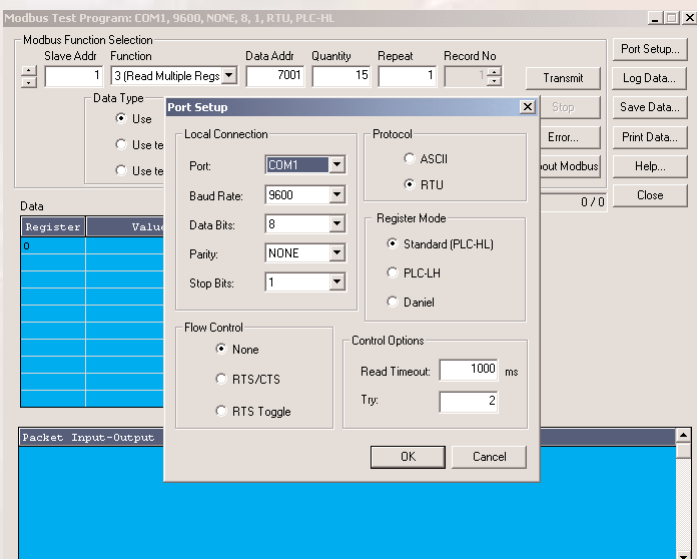 Modbus Test Program: COM1, 9600, NONE, 8, 1, RTU, PLC-HL
Modbus Function Selection
Slave Addr Function Data Addr Quantity Repeat Record No
1 3 (Read Multiple Regs 7001 15 1 1
Transmit
Port Setup...
Log Data...
Data Type
Use
Use te
Use te
Stop
Save Data...
Error...
Print Data...
out Modbus
Help...
0 / 0
Close
Data
Register Valu
0
Packet Input-Output
Port Setup
Local Connection
Port: COM1
Baud Rate: 9600
Data Bits: 8
Parity: NONE
Stop Bits: 1
Protocol
ASCII
RTU
Register Mode
Standard (PLC-HL)
PLC-LH
Daniel
Flow Control
None
RTS/CTS
RTS Toggle
Control Options
Read Timeout: 1000 ms
Try: 2
OK Cancel